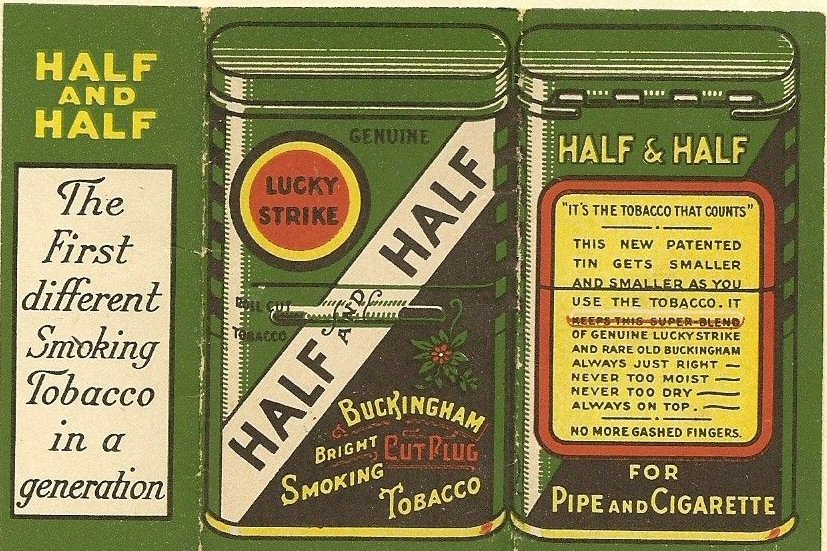 HALF
AND
HALF
The
First
different
Smoking
Tobacco
in a
generation
GENUINE
LUCKY
STRIKE
ROLL CUT
TOBACCO
HALF AND HALF
BUCKINGHAM
BRIGHT CUT PLUG
SMOKING
TOBACCO
HALF & HALF
"IT'S THE TOBACCO THAT COUNTS"
THIS NEW PATENTED
TIN GETS SMALLER
AND SMALLER AS YOU
USE THE TOBACCO. IT
KEEPS THIS SUPER-BLEND
OF GENUINE LUCKY STRIKE
AND RARE OLD BUCKINGHAM
ALWAYS JUST RIGHT —
NEVER TOO MOIST —
NEVER TOO DRY —
ALWAYS ON TOP. —
NO MORE GASHED FINGERS.
FOR
PIPE AND CIGARETTE